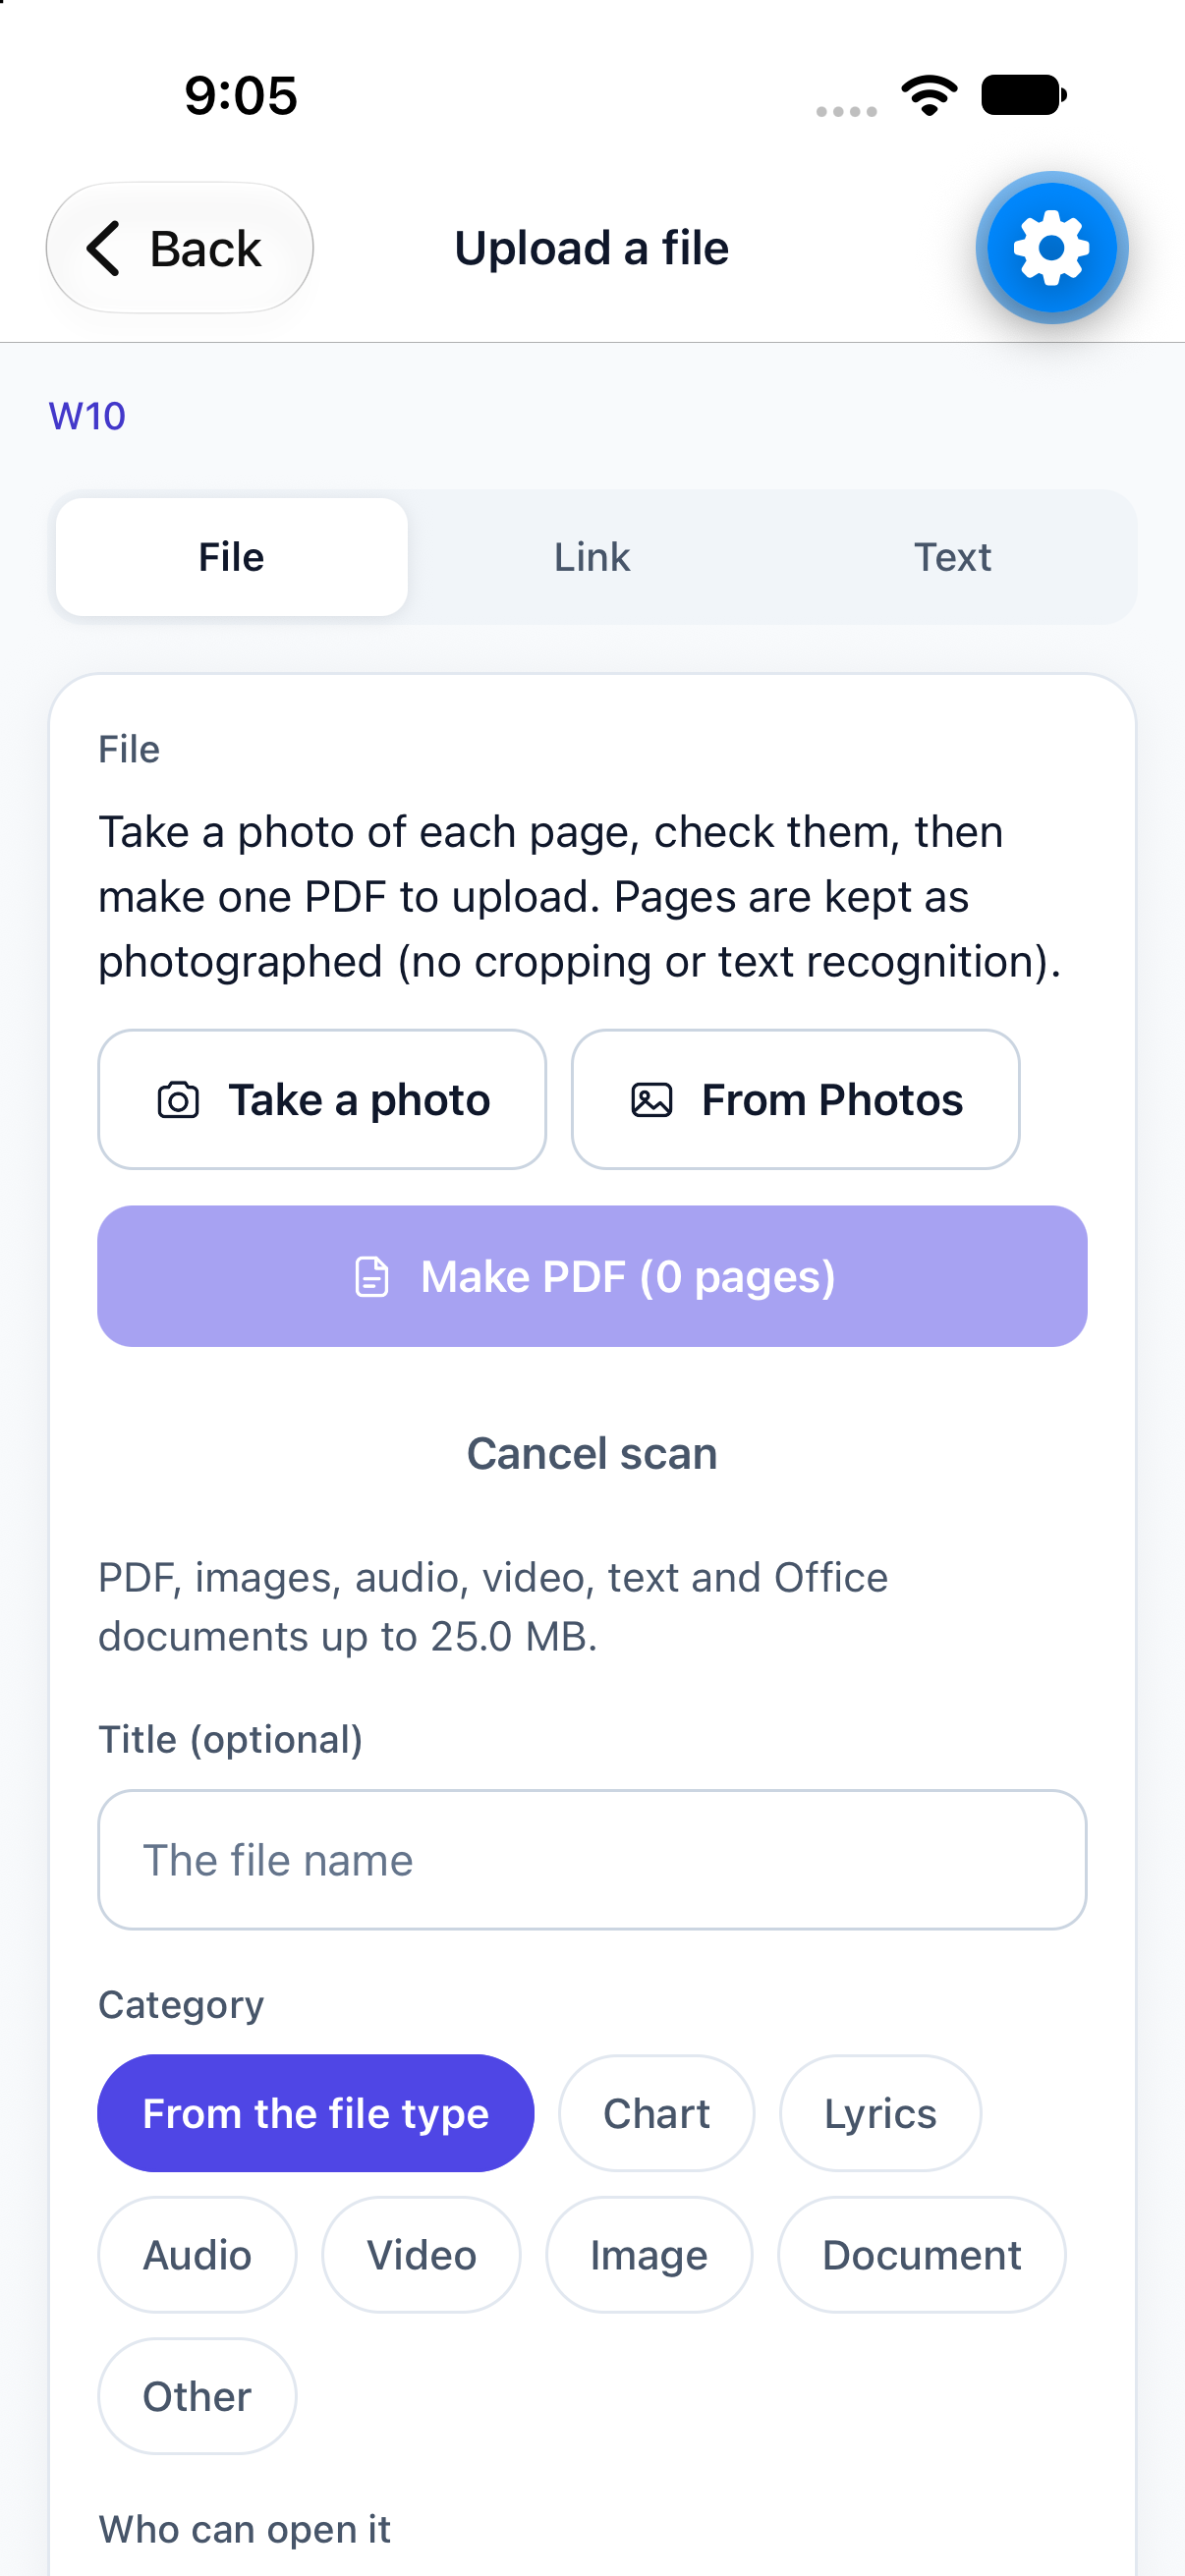 9:05
Back
Upload a file
W10
File
Link
Text
File
Take a photo of each page, check them, then
make one PDF to upload. Pages are kept as
photographed (no cropping or text recognition).
Take a photo
From Photos
Make PDF (0 pages)
Cancel scan
PDF, images, audio, video, text and Office
documents up to 25.0 MB.
Title (optional)
The file name
Category
From the file type
Chart
Lyrics
Audio
Video
Image
Document
Other
Who can open it